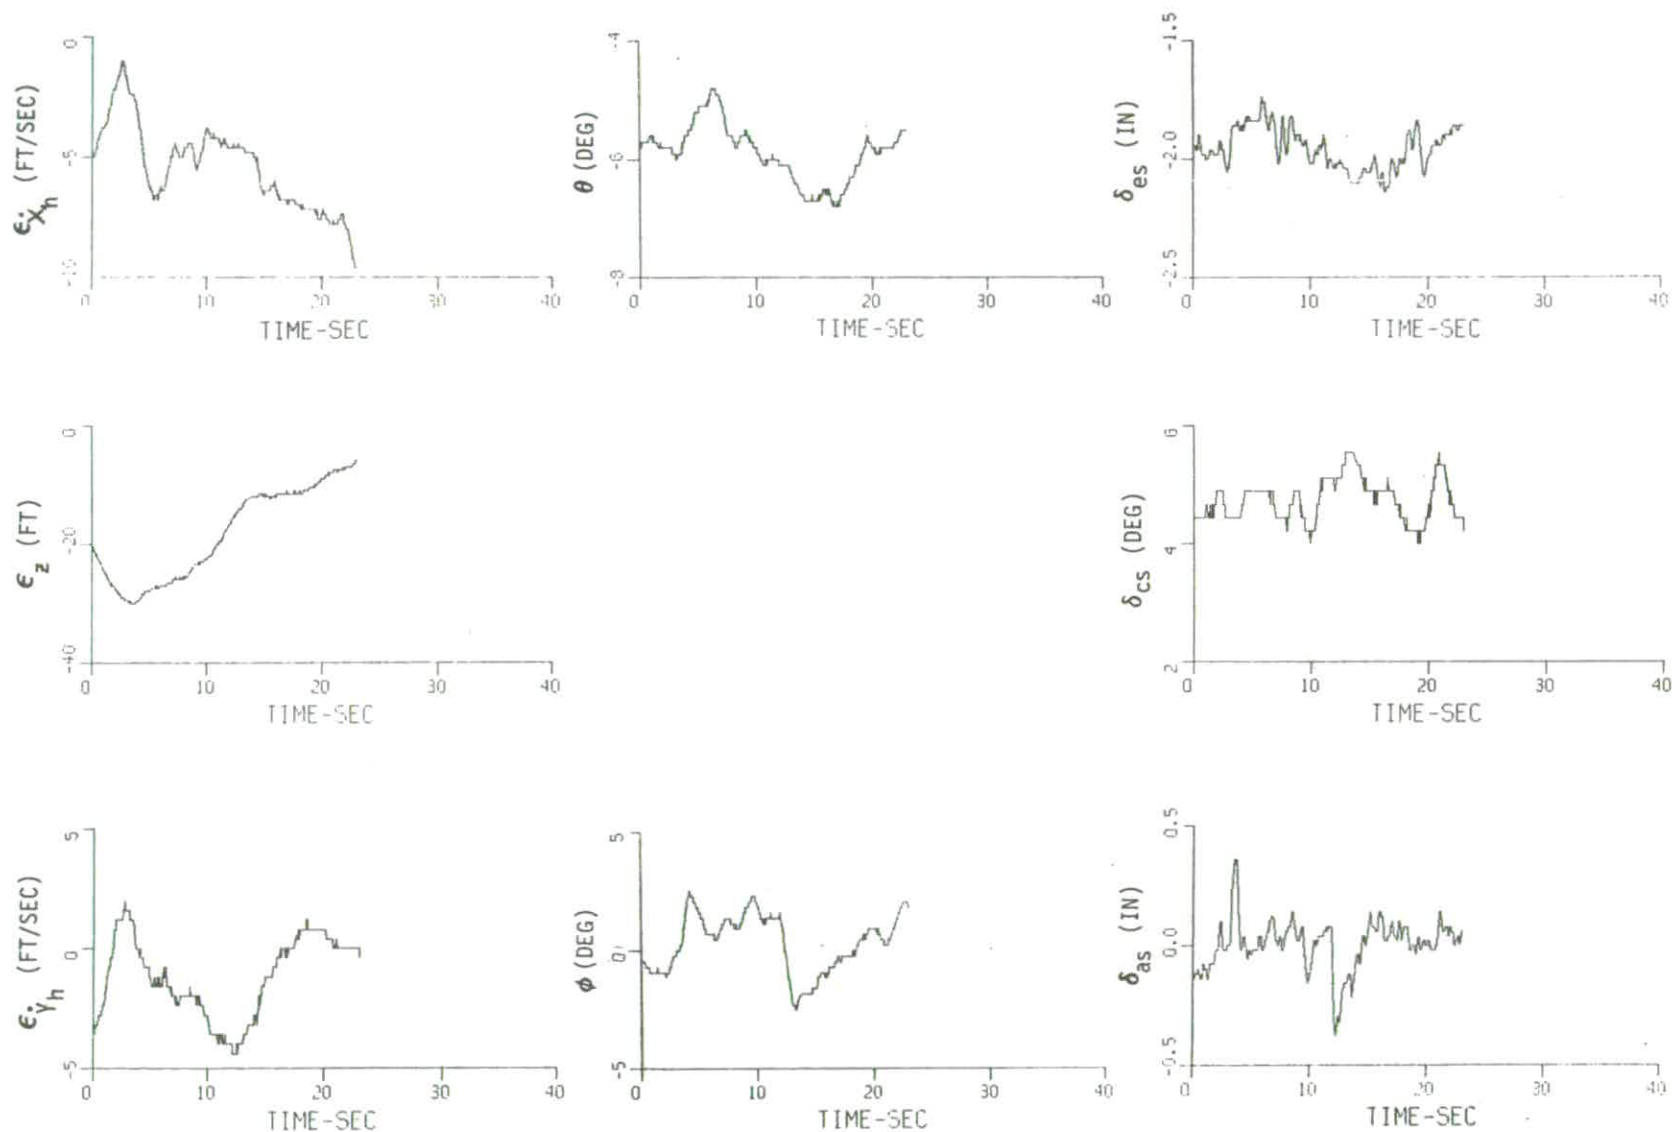 0
-5
-10
ϵẊh (FT/SEC)
0 10 20 30 40
TIME-SEC
-4
-6
-8
θ (DEG)
0 10 20 30 40
TIME-SEC
-1.5
-2.0
-2.5
δes (IN)
0 10 20 30 40
TIME-SEC
0
-20
-40
ϵz (FT)
0 10 20 30 40
TIME-SEC
6
4
2
δcs (DEG)
0 10 20 30 40
TIME-SEC
5
0
-5
ϵẎh (FT/SEC)
0 10 20 30 40
TIME-SEC
5
0
-5
ϕ (DEG)
0 10 20 30 40
TIME-SEC
0.5
0.0
-0.5
δas (IN)
0 10 20 30 40
TIME-SEC